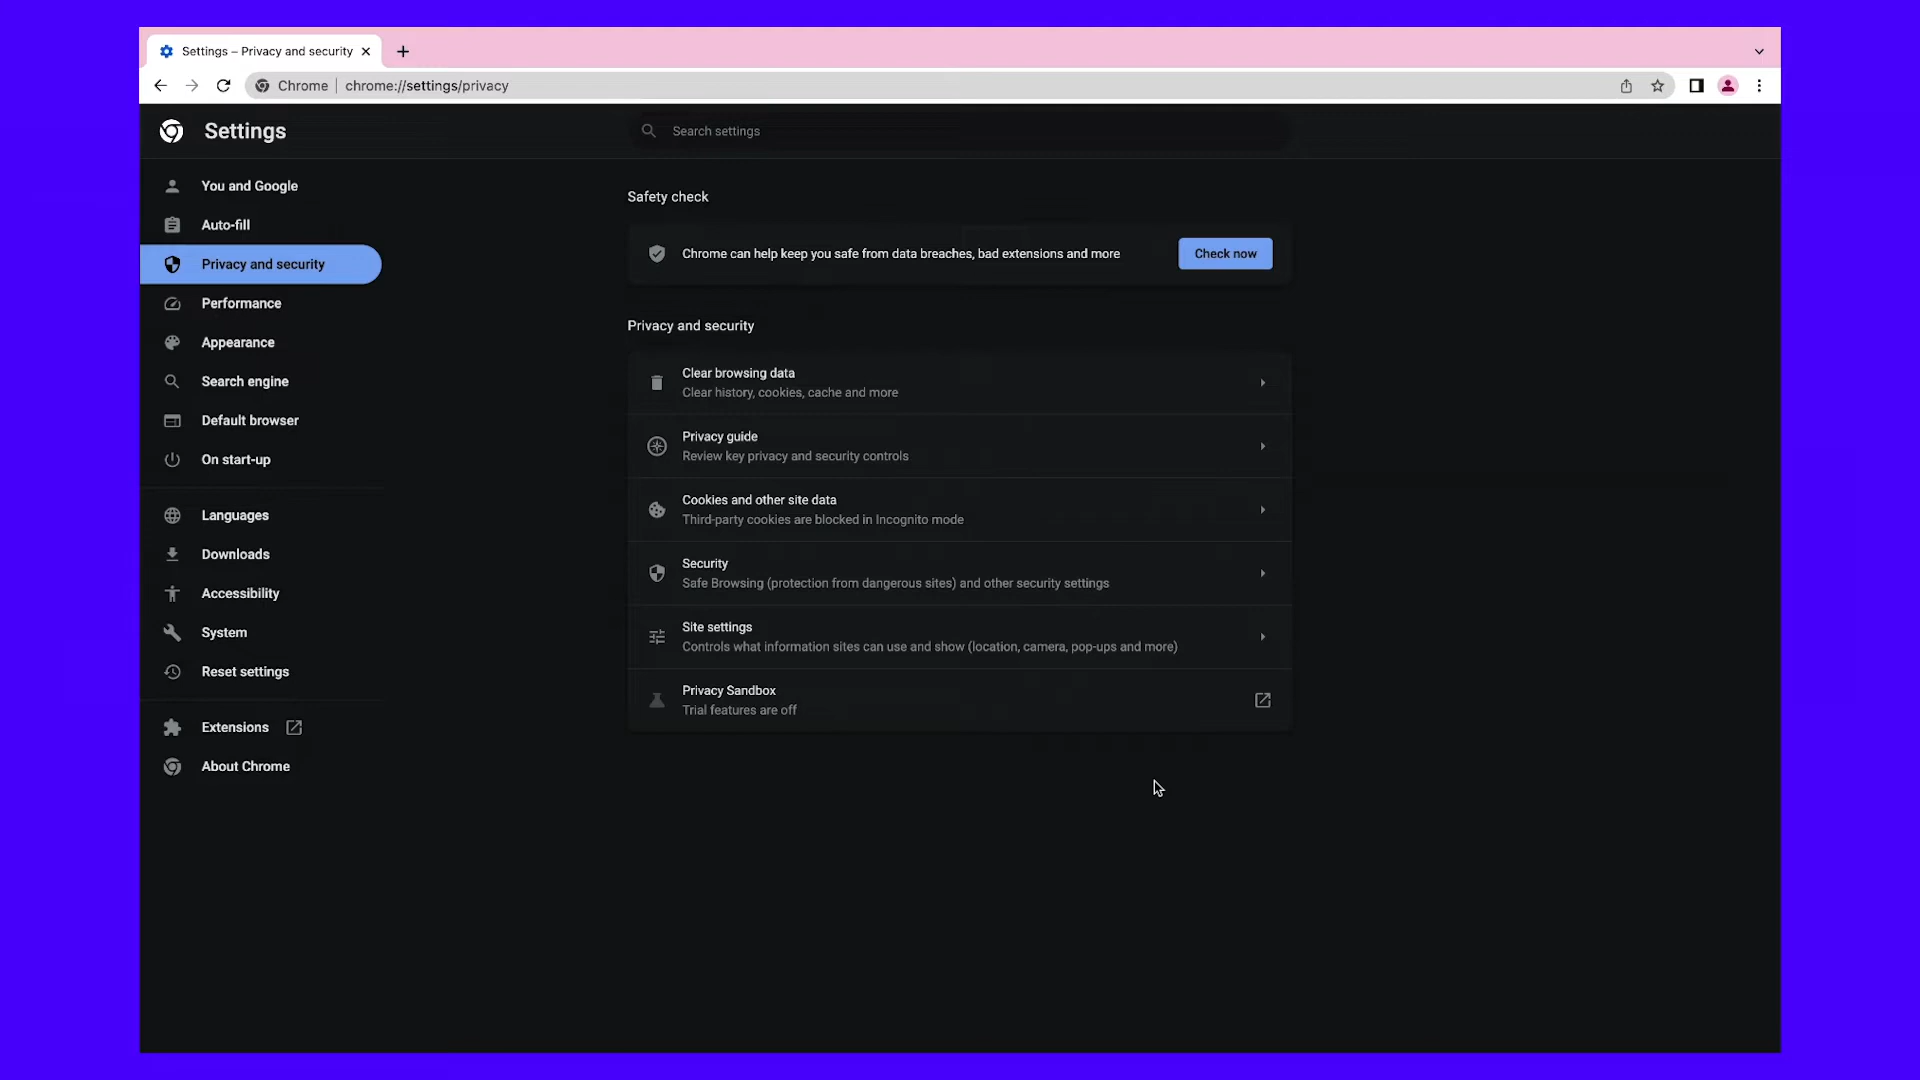 Settings – Privacy and security
Chrome
chrome://settings/privacy
Settings
Search settings
You and Google
Auto-fill
Privacy and security
Performance
Appearance
Search engine
Default browser
On start-up
Languages
Downloads
Accessibility
System
Reset settings
Extensions
About Chrome
Safety check
Chrome can help keep you safe from data breaches, bad extensions and more
Check now
Privacy and security
Clear browsing data
Clear history, cookies, cache and more
Privacy guide
Review key privacy and security controls
Cookies and other site data
Third-party cookies are blocked in Incognito mode
Security
Safe Browsing (protection from dangerous sites) and other security settings
Site settings
Controls what information sites can use and show (location, camera, pop-ups and more)
Privacy Sandbox
Trial features are off